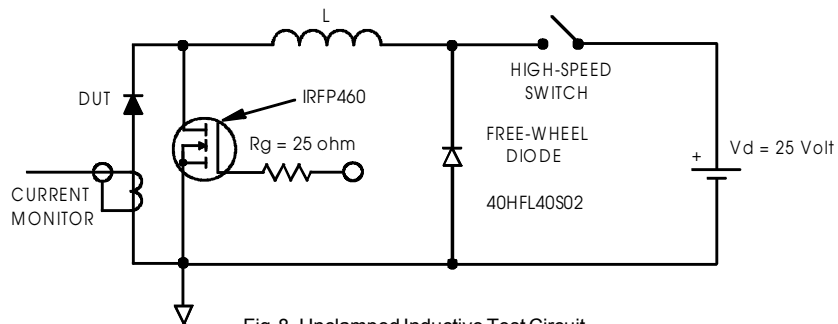 L
HIGH-SPEED
SWITCH
DUT
IRFP460
Rg = 25 ohm
FREE-WHEEL
DIODE
+
Vd = 25 Volt
CURRENT
MONITOR
40HFL40S02
Fig. 8- Unclamped Inductive Test Circuit